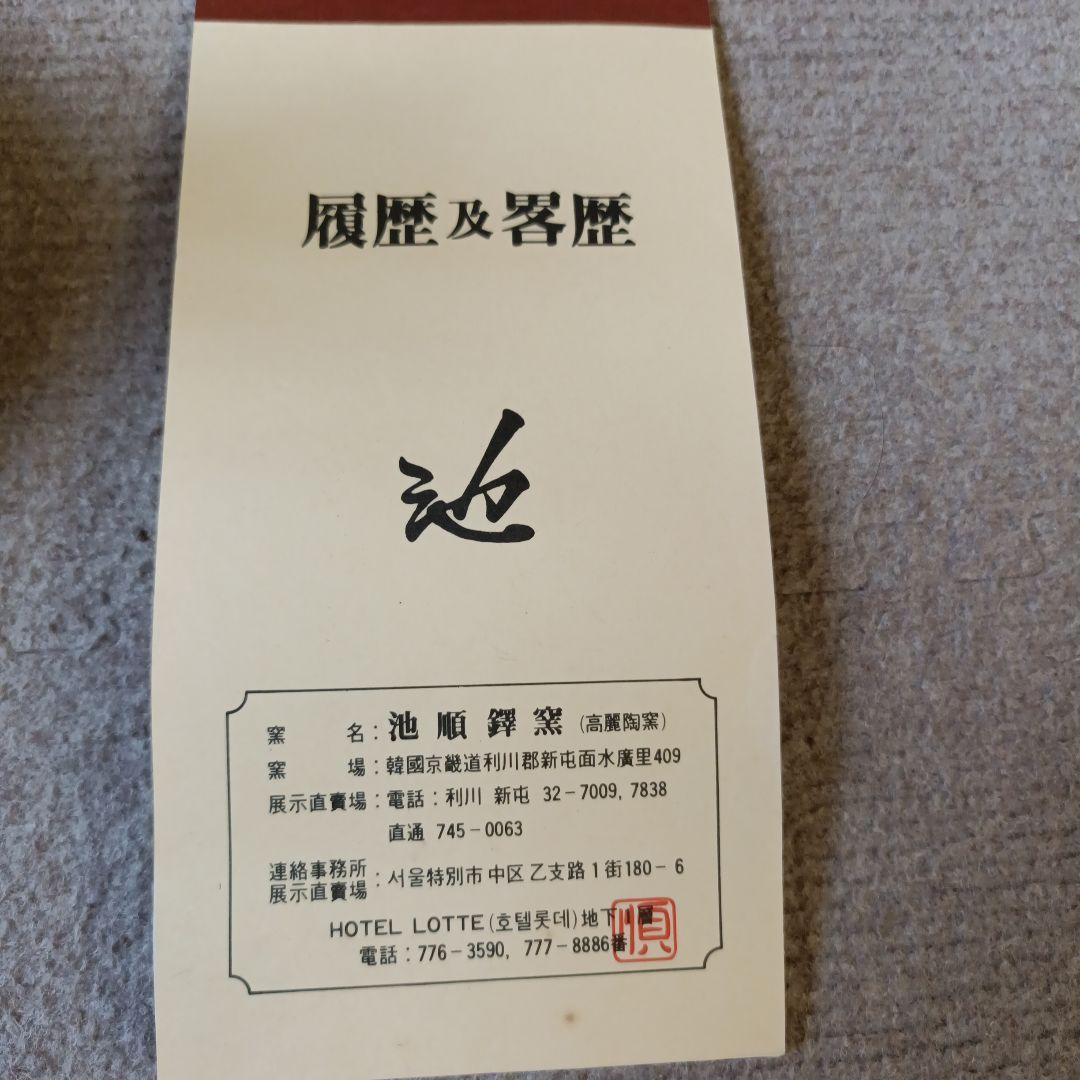 履歴及畧歴
池
窯 名 : 池順鐸窯 (高麗陶窯)
窯 場 : 韓國京畿道利川郡新屯面水廣里409
展示直賣場 : 電話 : 利川 新屯 32-7009, 7838
直通 745-0063
連絡事務所
展示直賣場 : 서울特別市 中区 乙支路 1 街180-6
HOTEL LOTTE (호텔롯데) 地下 1 層
電話 : 776-3590, 777-8886番
順